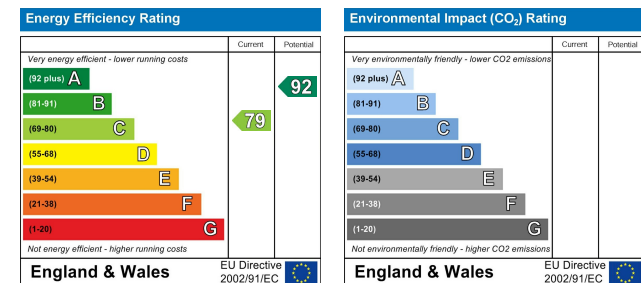 Energy Efficiency Rating
Current Potential
Very energy efficient - lower running costs
(92 plus) A
92
(81-91) B
(69-80) C
79
(55-68) D
(39-54) E
(21-38) F
(1-20) G
Not energy efficient - higher running costs
England & Wales
EU Directive
2002/91/EC
Environmental Impact (CO₂) Rating
Current Potential
Very environmentally friendly - lower CO2 emissions
(92 plus) A
(81-91) B
(69-80) C
(55-68) D
(39-54) E
(21-38) F
(1-20) G
Not environmentally friendly - higher CO2 emissions
England & Wales
EU Directive
2002/91/EC